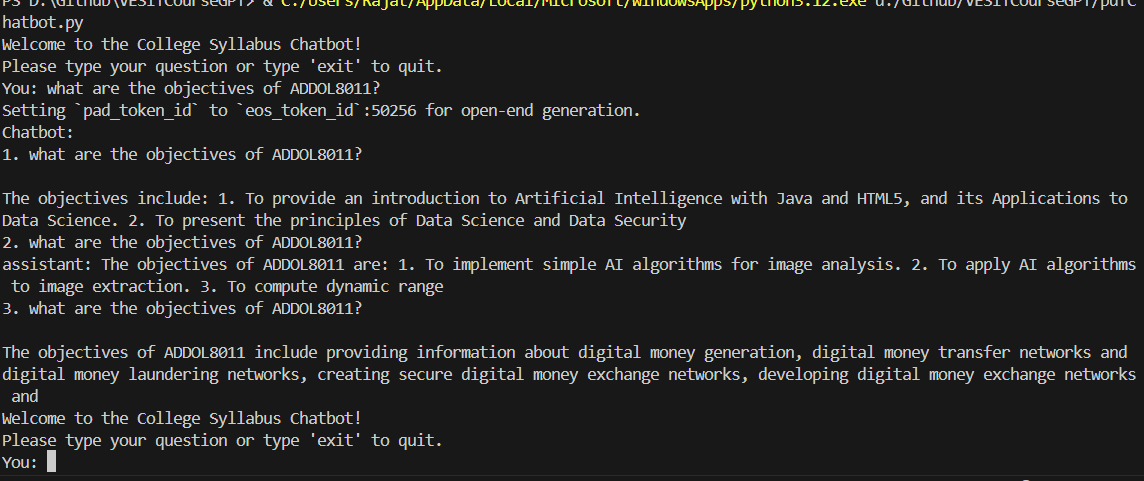 PS D:\Github\VESITCourseGPT> & C:/Users/Rajat/AppData/Local/Microsoft/WindowsApps/python3.12.exe d:/Github/VESITCourseGPT/pdfC
hatbot.py
Welcome to the College Syllabus Chatbot!
Please type your question or type 'exit' to quit.
You: what are the objectives of ADDOL8011?
Setting `pad_token_id` to `eos_token_id`:50256 for open-end generation.
Chatbot:
1. what are the objectives of ADDOL8011?
The objectives include: 1. To provide an introduction to Artificial Intelligence with Java and HTML5, and its Applications to
Data Science. 2. To present the principles of Data Science and Data Security
2. what are the objectives of ADDOL8011?
assistant: The objectives of ADDOL8011 are: 1. To implement simple AI algorithms for image analysis. 2. To apply AI algorithms
to image extraction. 3. To compute dynamic range
3. what are the objectives of ADDOL8011?
The objectives of ADDOL8011 include providing information about digital money generation, digital money transfer networks and
digital money laundering networks, creating secure digital money exchange networks, developing digital money exchange networks
and
Welcome to the College Syllabus Chatbot!
Please type your question or type 'exit' to quit.
You: